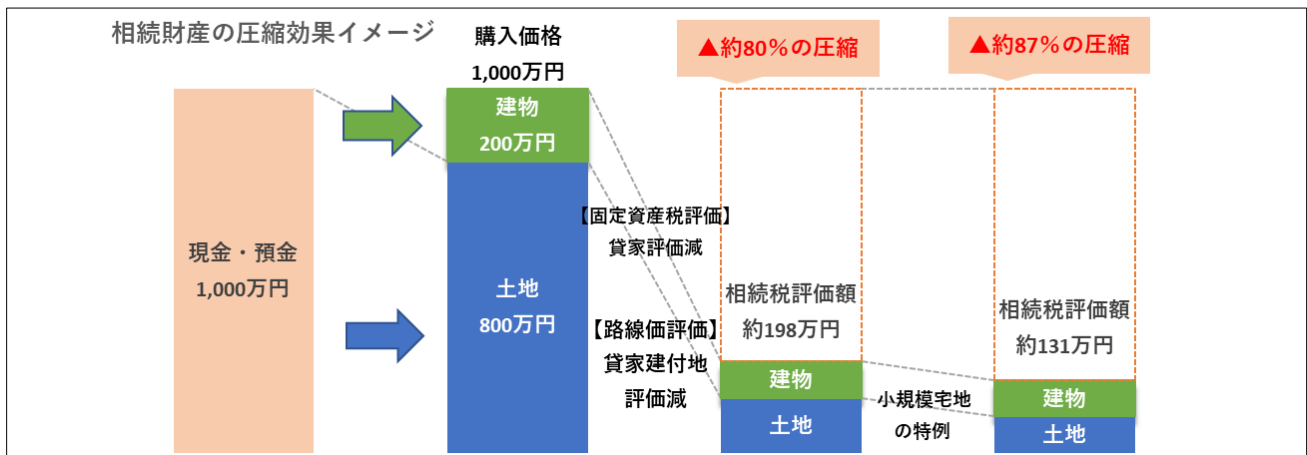 相続財産の圧縮効果イメージ
購入価格
1,000万円
▲約80％の圧縮
▲約87％の圧縮
現金・預金
1,000万円
建物
200万円
土地
800万円
【固定資産税評価】
貸家評価減
【路線価評価】
貸家建付地
評価減
相続税評価額
約198万円
建物
土地
小規模宅地
の特例
相続税評価額
約131万円
建物
土地